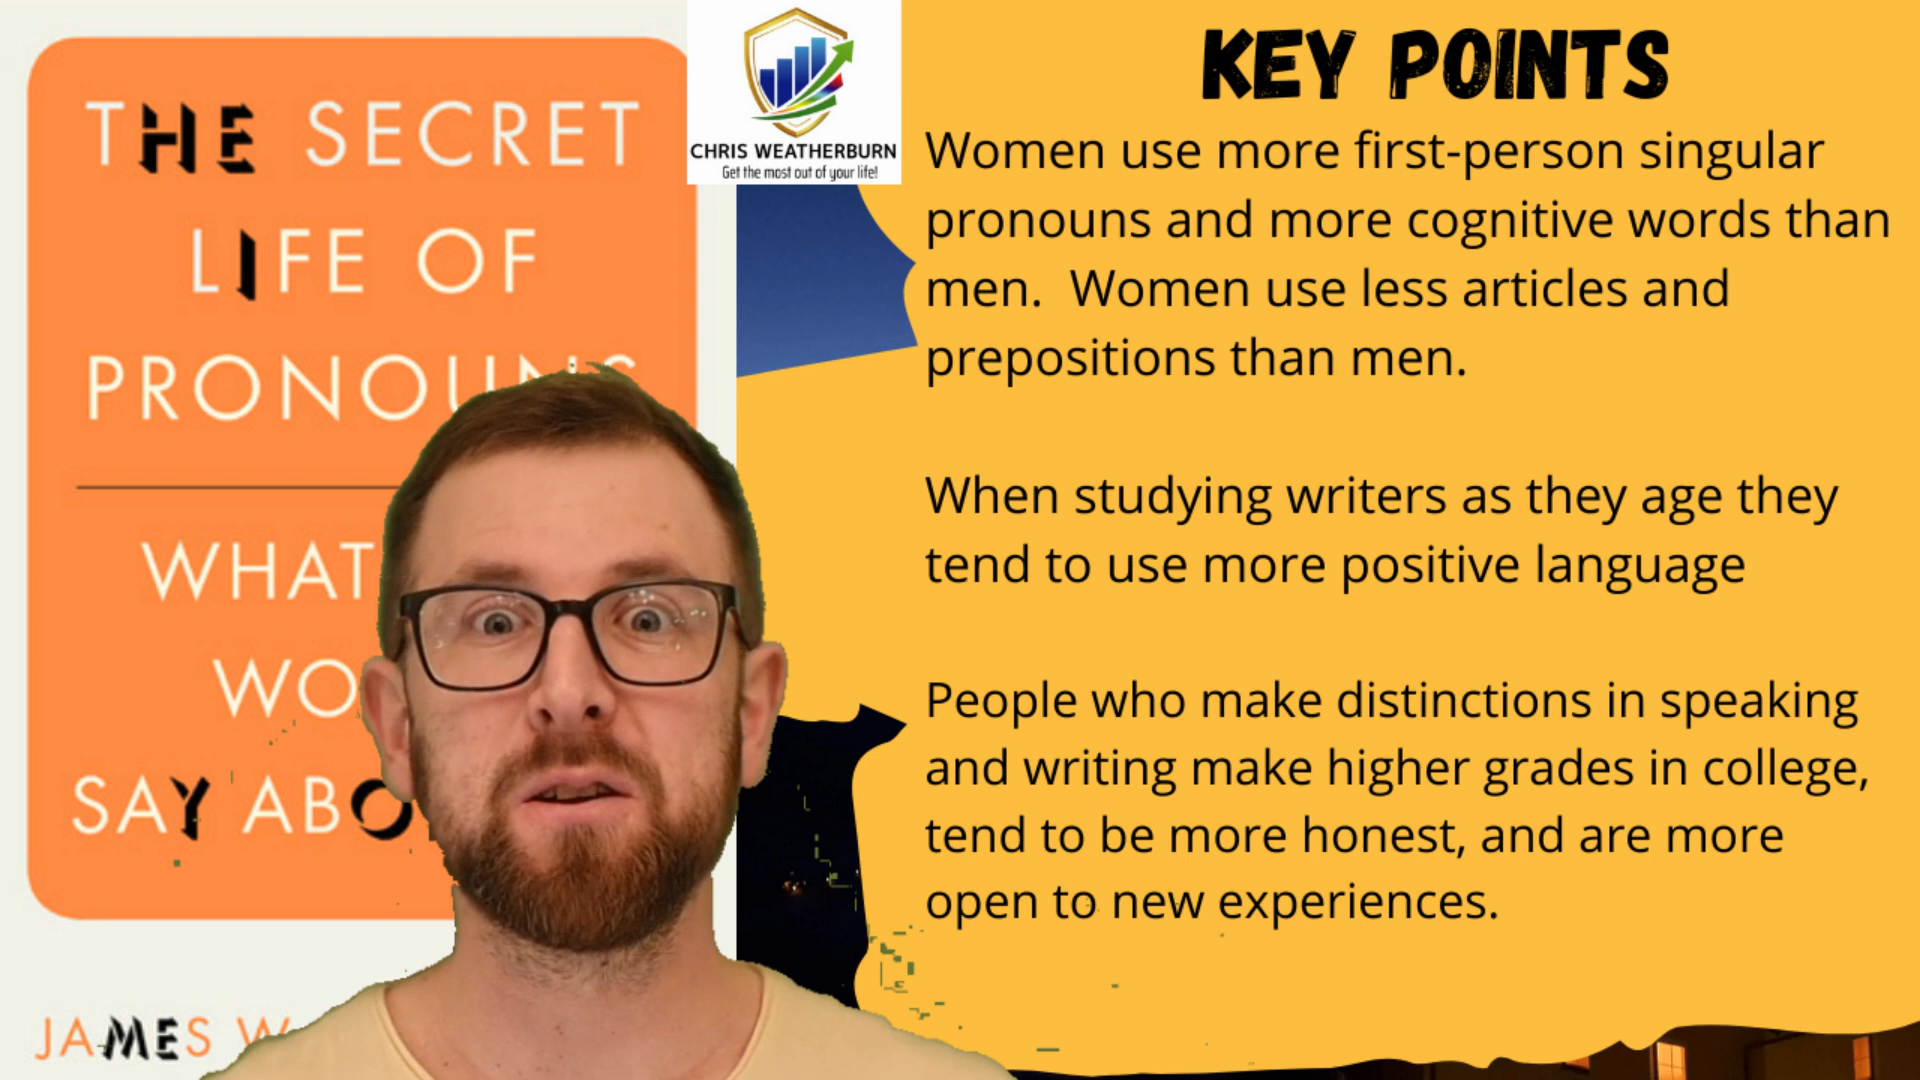 THE SECRET
LIFE OF
PRONOUNS
WHAT
SAY
JAMES
CHRIS WEATHERBURN
Get the most out of your life!
KEY POINTS
Women use more first-person singular
pronouns and more cognitive words than
men. Women use less articles and
prepositions than men.
When studying writers as they age they
tend to use more positive language
People who make distinctions in speaking
and writing make higher grades in college,
tend to be more honest, and are more
open to new experiences.